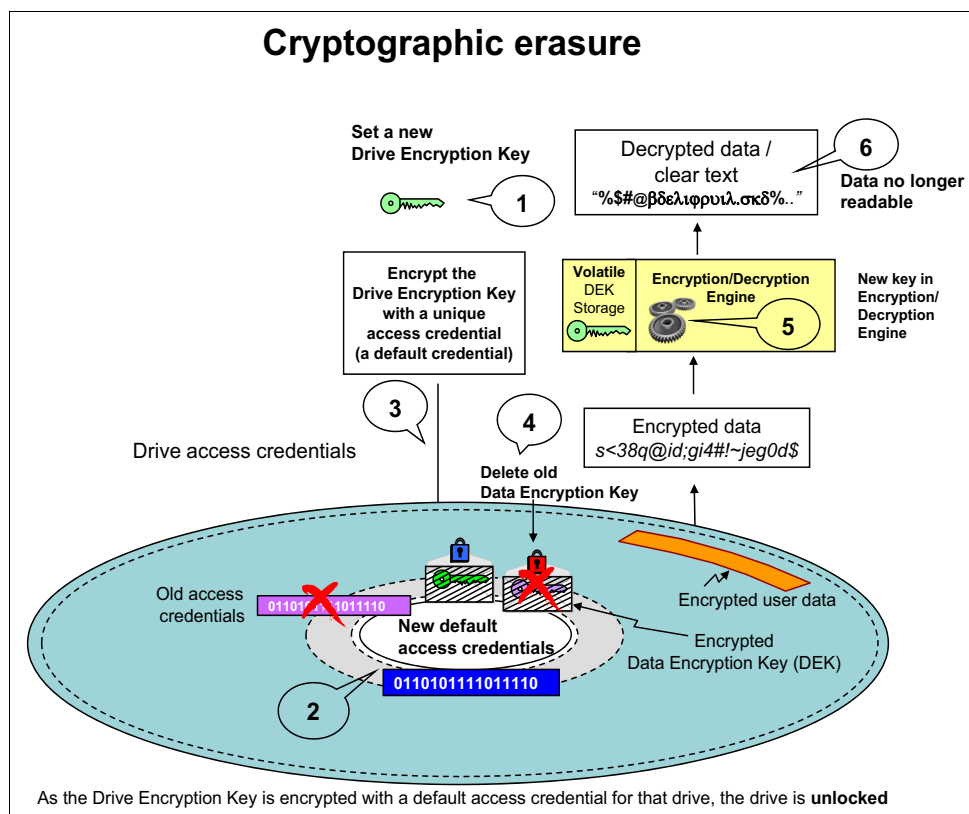 Cryptographic erasure
Set a new
Drive Encryption Key
1
Decrypted data /
clear text
“%$#@βδελιφρυιλ.σκδ%..”
6
Data no longer
readable
Encrypt the
Drive Encryption Key
with a unique
access credential
(a default credential)
Volatile
DEK
Storage
Encryption/Decryption
Engine
5
New key in
Encryption/
Decryption
Engine
3
4
Encrypted data
s<38q@id;gi4#!~jeg0d$
Drive access credentials
Delete old
Data Encryption Key
Old access
credentials
Encrypted user data
New default
access credentials
Encrypted
Data Encryption Key (DEK)
0110101111011110
2
As the Drive Encryption Key is encrypted with a default access credential for that drive, the drive is unlocked